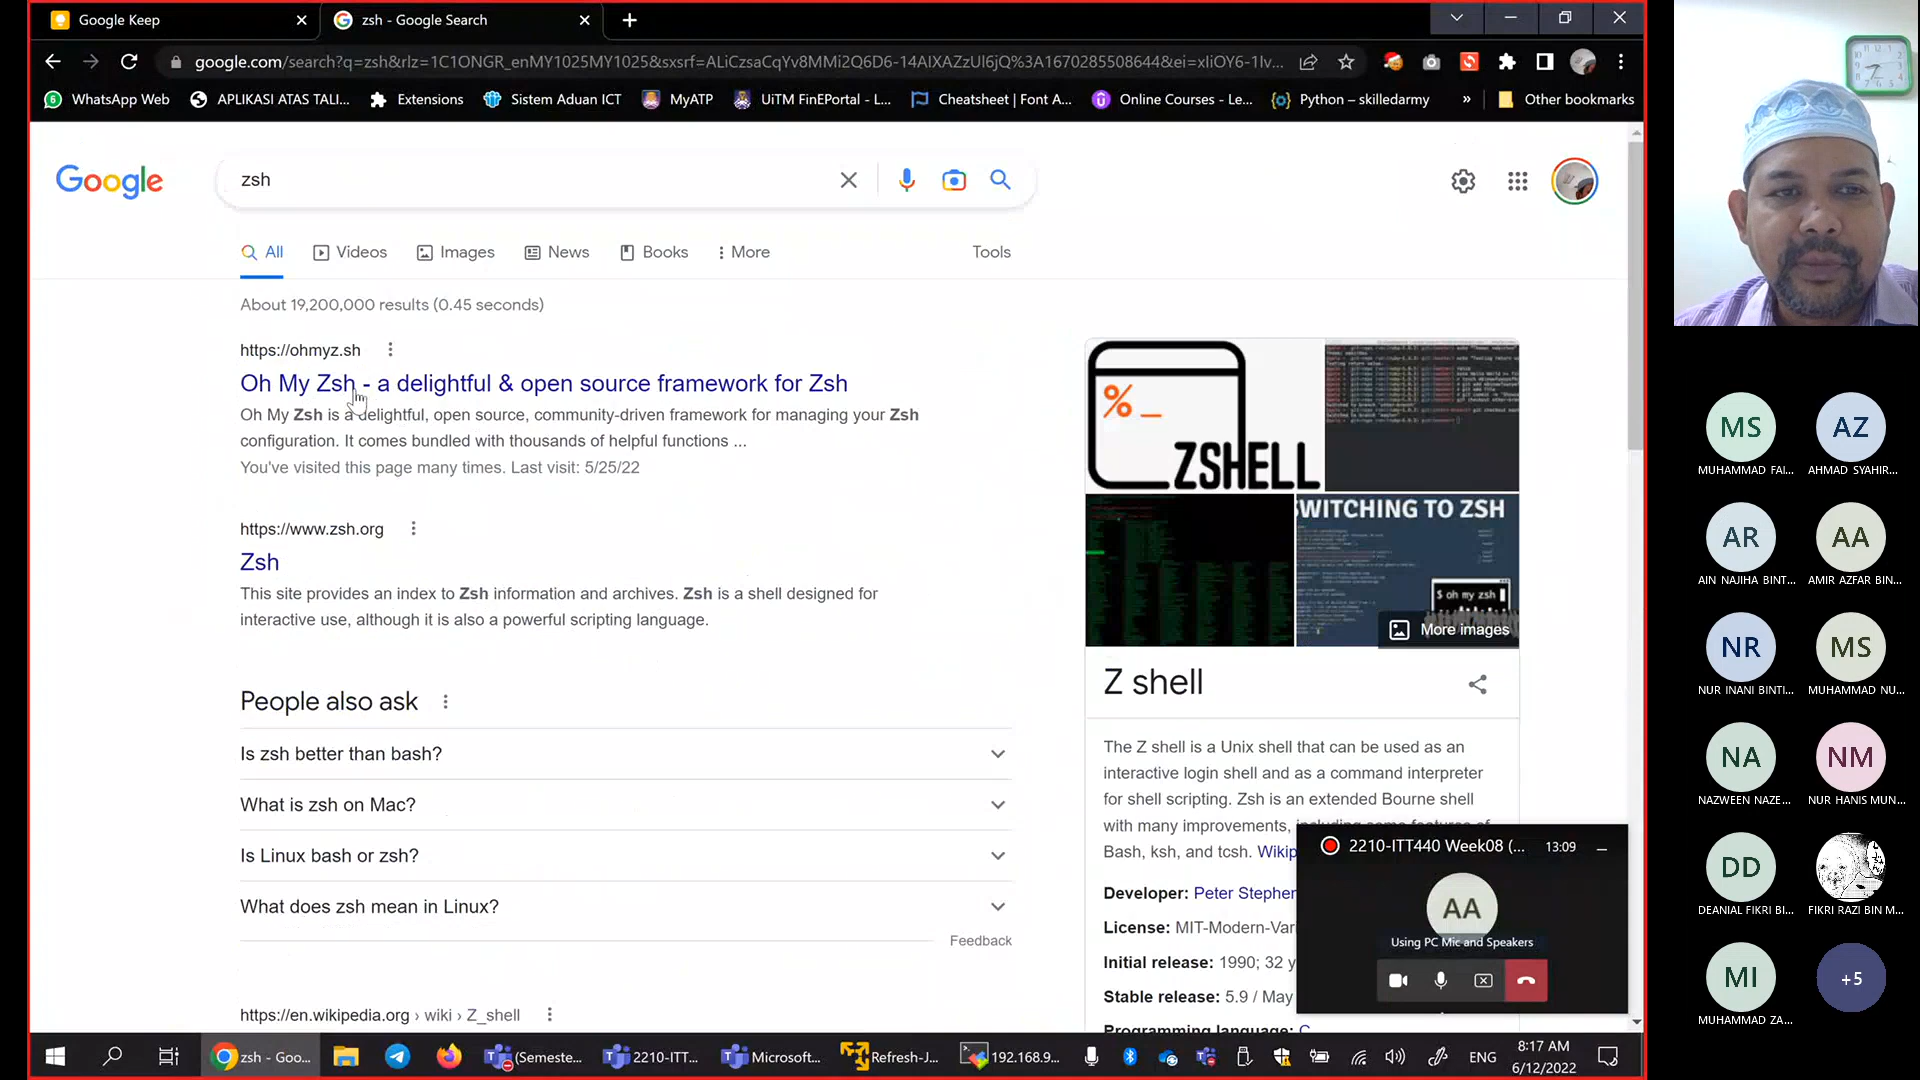 Google Keep
zsh - Google Search
google.com/search?q=zsh&rlz=1C1ONGR_enMY1025MY1025&sxsrf=ALiCzsaCqYv8MMi2Q6D6-14AIXAZzUl6jQ%3A1670285508644&ei=xIiOY6-1Iv...
WhatsApp Web
APLIKASI ATAS TALI...
Extensions
Sistem Aduan ICT
MyATP
UiTM FinEPortal - L...
Cheatsheet | Font A...
Online Courses - Le...
Python – skilledarmy
»
Other bookmarks
Google
zsh
All
Videos
Images
News
Books
More
Tools
About 19,200,000 results (0.45 seconds)
https://ohmyz.sh
Oh My Zsh - a delightful & open source framework for Zsh
Oh My Zsh is a delightful, open source, community-driven framework for managing your Zsh
configuration. It comes bundled with thousands of helpful functions ...
You've visited this page many times. Last visit: 5/25/22
https://www.zsh.org
Zsh
This site provides an index to Zsh information and archives. Zsh is a shell designed for
interactive use, although it is also a powerful scripting language.
People also ask
Is zsh better than bash?
What is zsh on Mac?
Is Linux bash or zsh?
What does zsh mean in Linux?
Feedback
https://en.wikipedia.org › wiki › Z_shell
% _
ZSHELL
SWITCHING TO ZSH
$ oh my zsh
More images
Z shell
The Z shell is a Unix shell that can be used as an
interactive login shell and as a command interpreter
for shell scripting. Zsh is an extended Bourne shell
with many improvements, including some features of
Bash, ksh, and tcsh. Wikip
Developer: Peter Stephen
License: MIT-Modern-Var
Initial release: 1990; 32 y
Stable release: 5.9 / May
Programming language: C
2210-ITT440 Week08 (...
13:09
AA
Using PC Mic and Speakers
MS
MUHAMMAD FAI...
AZ
AHMAD SYAHIR...
AR
AIN NAJIHA BINT...
AA
AMIR AZFAR BIN...
NR
NUR INANI BINTI...
MS
MUHAMMAD NU...
NA
NAZWEEN NAZE...
NM
NUR HANIS MUN...
DD
DEANIAL FIKRI BI...
FIKRI RAZI BIN M...
MI
MUHAMMAD ZA...
+5
zsh - Goo...
(Semeste...
2210-ITT...
Microsoft...
Refresh-J...
192.168.9...
ENG
8:17 AM
6/12/2022